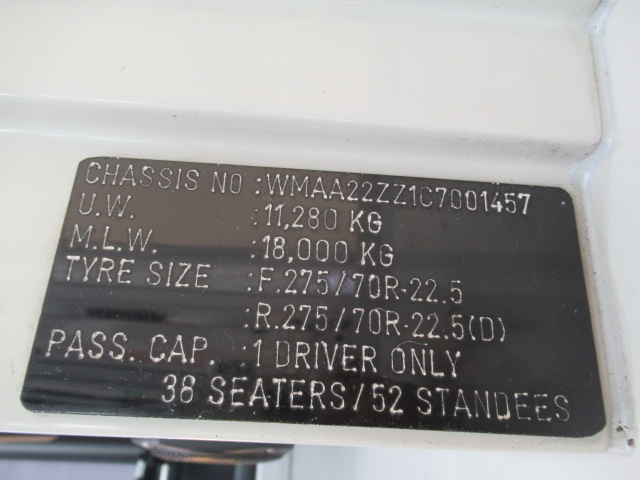 CHASSIS NO :WMAA22ZZ1C7001457
U.W. :11,280 KG
M.L.W. :18,000 KG
TYRE SIZE :F.275/70R-22.5
:R.275/70R-22.5(D)
PASS. CAP. :1 DRIVER ONLY
38 SEATERS/52 STANDEES